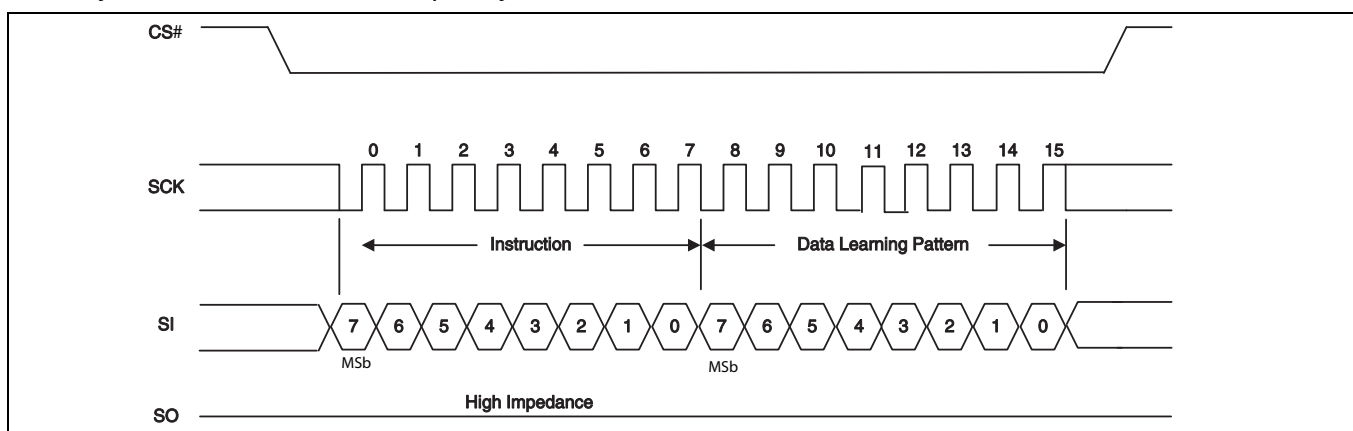 CS#
0 1 2 3 4 5 6 7 8 9 10 11 12 13 14 15
SCK
Instruction Data Learning Pattern
SI 7 6 5 4 3 2 1 0 7 6 5 4 3 2 1 0
MSb MSb
High Impedance
SO